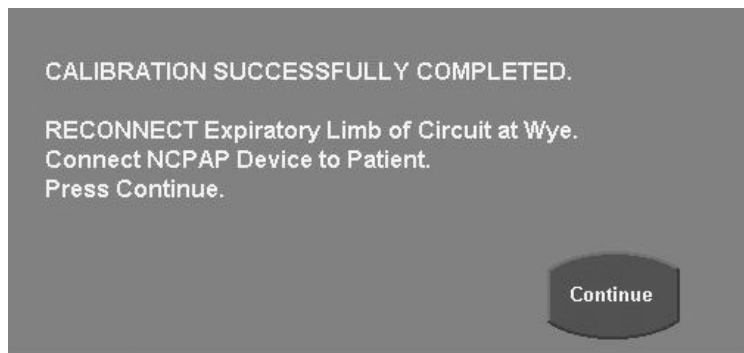 CALIBRATION SUCCESSFULLY COMPLETED.
RECONNECT Expiratory Limb of Circuit at Wye.
Connect NCPAP Device to Patient.
Press Continue.
Continue